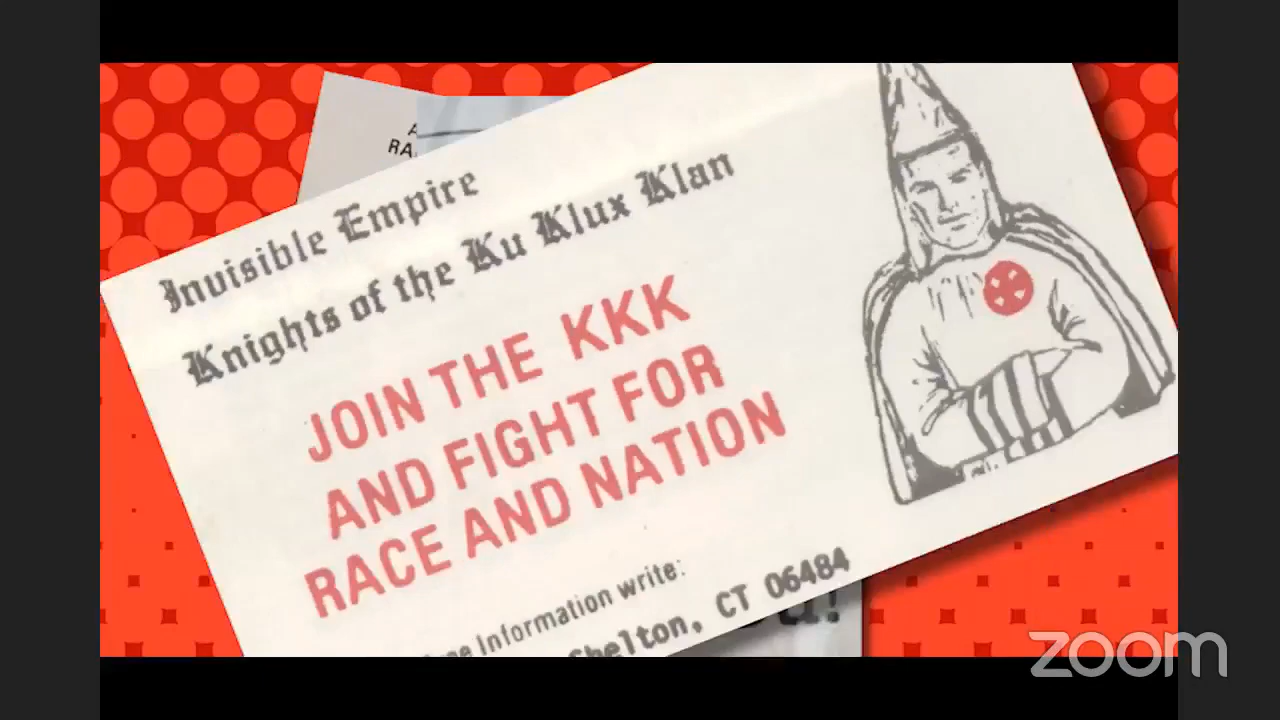 Invisible Empire
Knights of the Ku Klux Klan
JOIN THE KKK
AND FIGHT FOR
RACE AND NATION
Information write:
Shelton, CT 06484
zoom